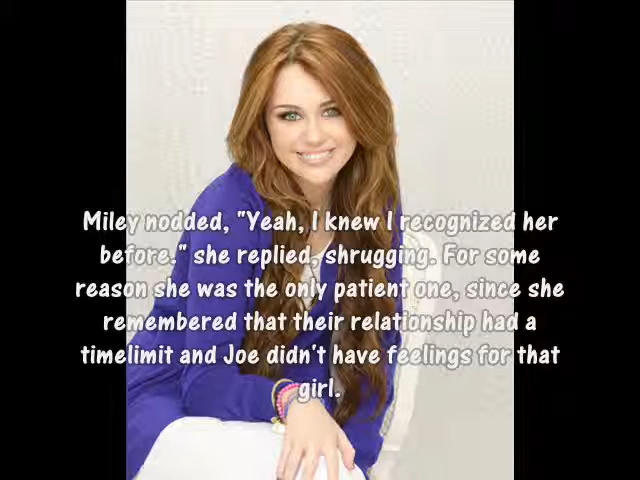 Miley nodded, "Yeah, I knew I recognized her
before." she replied, shrugging. For some
reason she was the only patient one, since she
remembered that their relationship had a
timelimit and Joe didn't have feelings for that
girl.